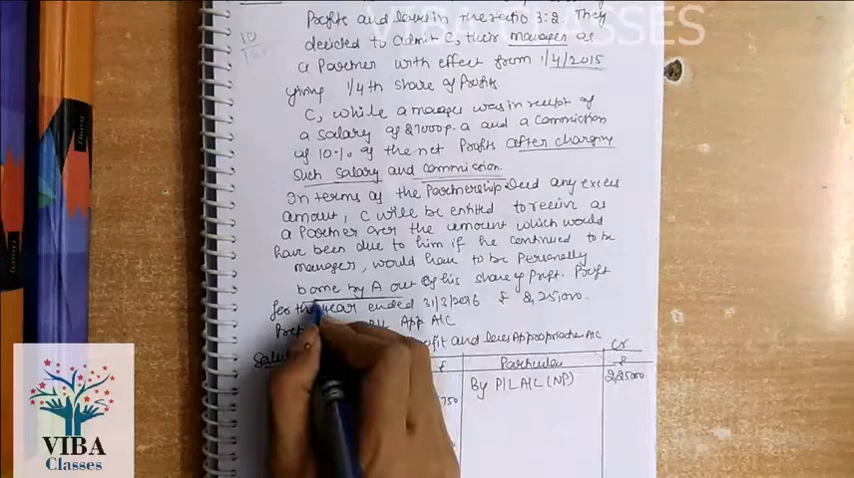 Profits and losses in the ratio 3:2. They
decided to admit C, their manager as
a Partner with effect from 1/4/2015
giving 1/4th share of Profits
C, while a manager was in receipt of
a salary of 27000 p.a and a Commission
of 10% of the net Profits after charging
such salary and commission.
In terms of the Partnership deed any excess
amount, C will be entitled to receive as
a Partner over the amount which would
have been due to him if he continued to be
manager, would have to be Personally
borne by A out of his share of Profit. Profit
for the year ended 31/3/2016 ₹ 2,25,000.
App A/c
and loss Appropriation A/c
Cr
₹ Particulars ₹
By P/L A/c (NP) 2,25000
750
VIBA CLASSES
VIBA
Classes